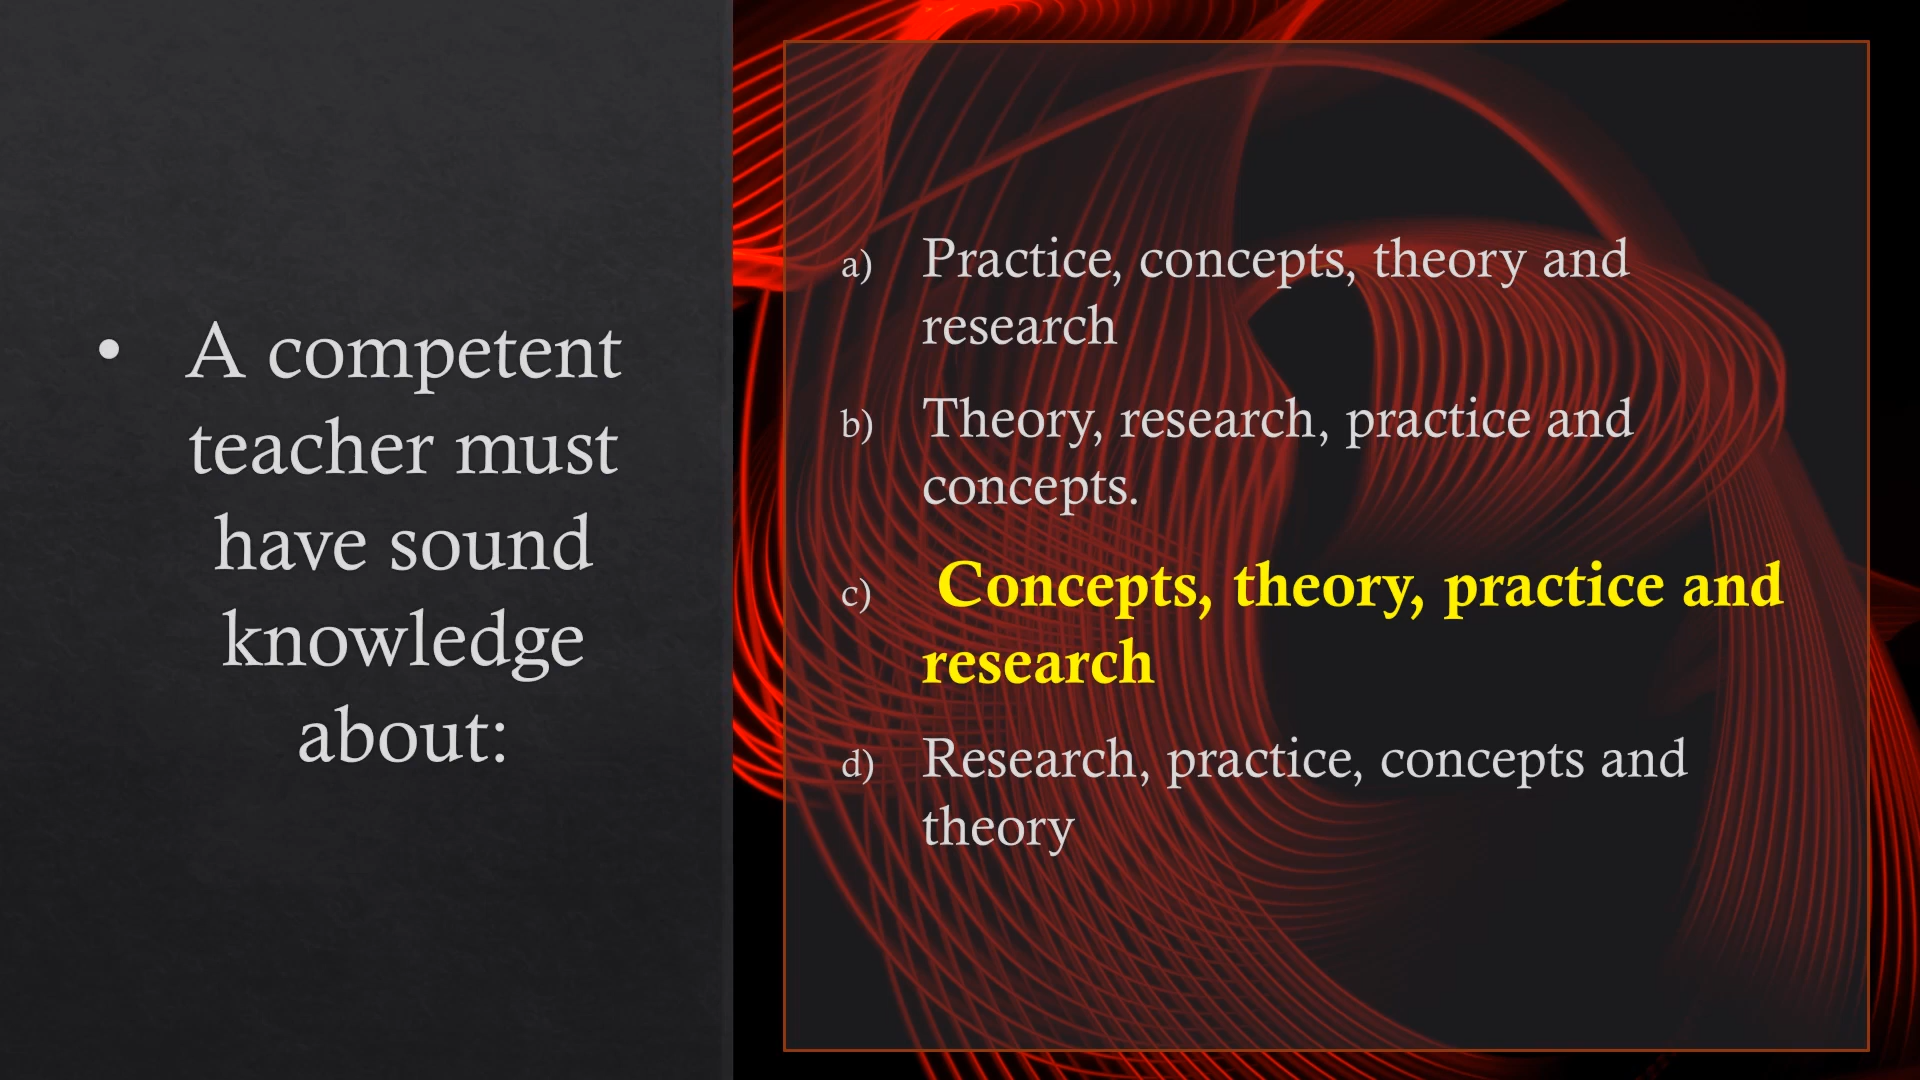 • A competent
teacher must
have sound
knowledge
about:
a) Practice, concepts, theory and
research
b) Theory, research, practice and
concepts.
c) Concepts, theory, practice and
research
d) Research, practice, concepts and
theory